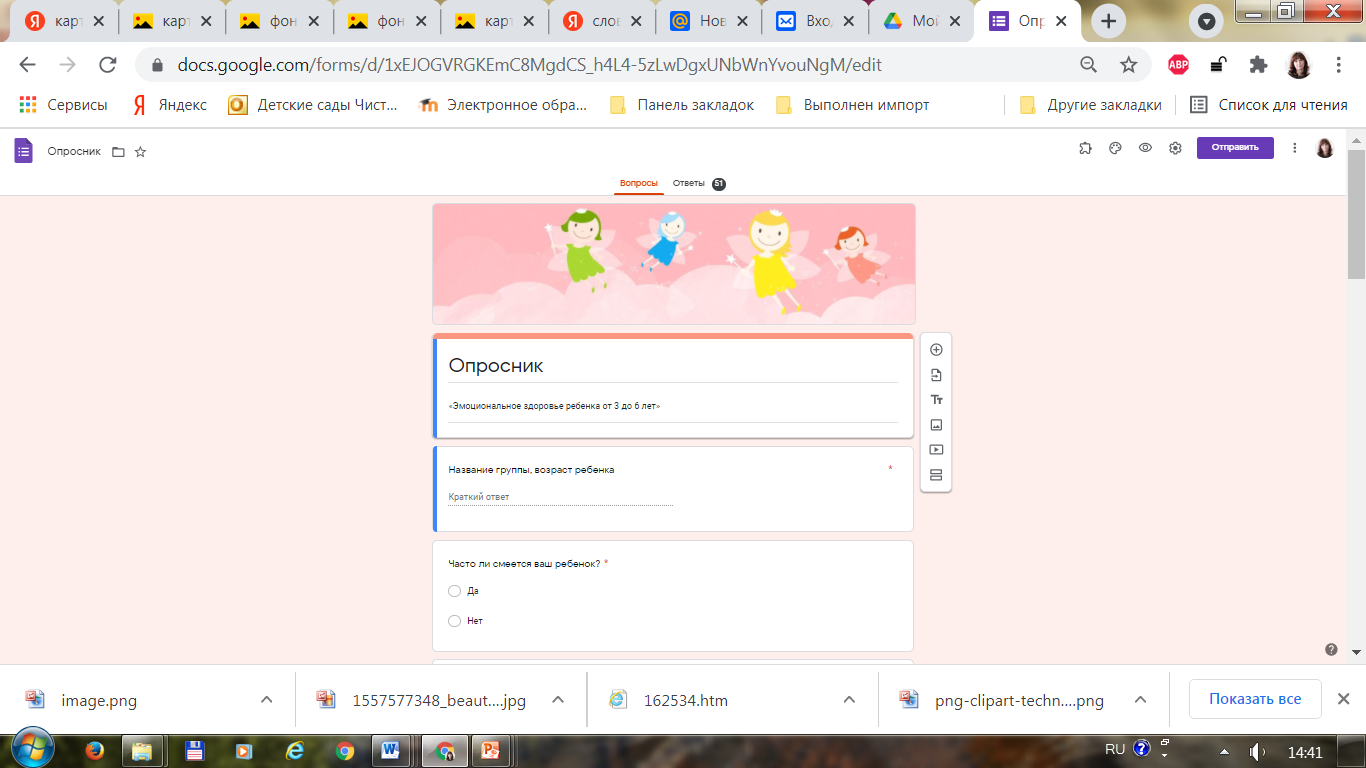 карт
карт
фон
фон
карт
слов
Нов
Вхо
Мой
Опр
docs.google.com/forms/d/1xEJOGVRGKEmC8MgdCS_h4L4-5zLwDgxUNbWnYvouNgM/edit
ABP
Сервисы
Яндекс
Детские сады Чист...
Электронное обра...
Панель закладок
Выполнен импорт
Другие закладки
Список для чтения
Опросник
Отправить
Вопросы
Ответы 51
Опросник
«Эмоциональное здоровье ребенка от 3 до 6 лет»
Название группы, возраст ребенка *
Краткий ответ
Часто ли смеется ваш ребенок? *
Да
Нет
image.png
1557577348_beaut....jpg
162534.htm
png-clipart-techn....png
Показать все
RU
14:41